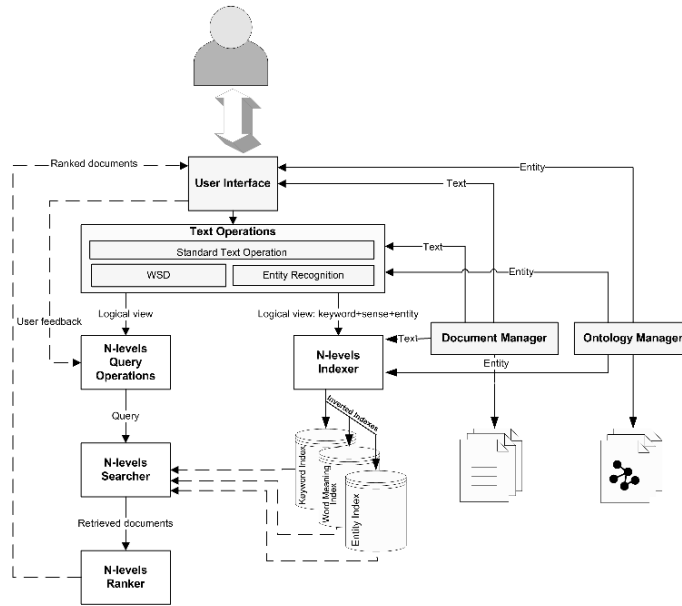 Ranked documents
Entity
User Interface
Text
Text Operations
Standard Text Operation
Text
WSD
Entity Recognition
Entity
Logical view
Logical view: keyword+sense+entity
User feedback
Document Manager
Ontology Manager
Text
N-levels
Query
Operations
N-levels
Indexer
Entity
Inverted Indexes
Query
Keyword Index
Word Meaning
Index
Entity Index
N-levels
Searcher
Retrieved documents
N-levels
Ranker